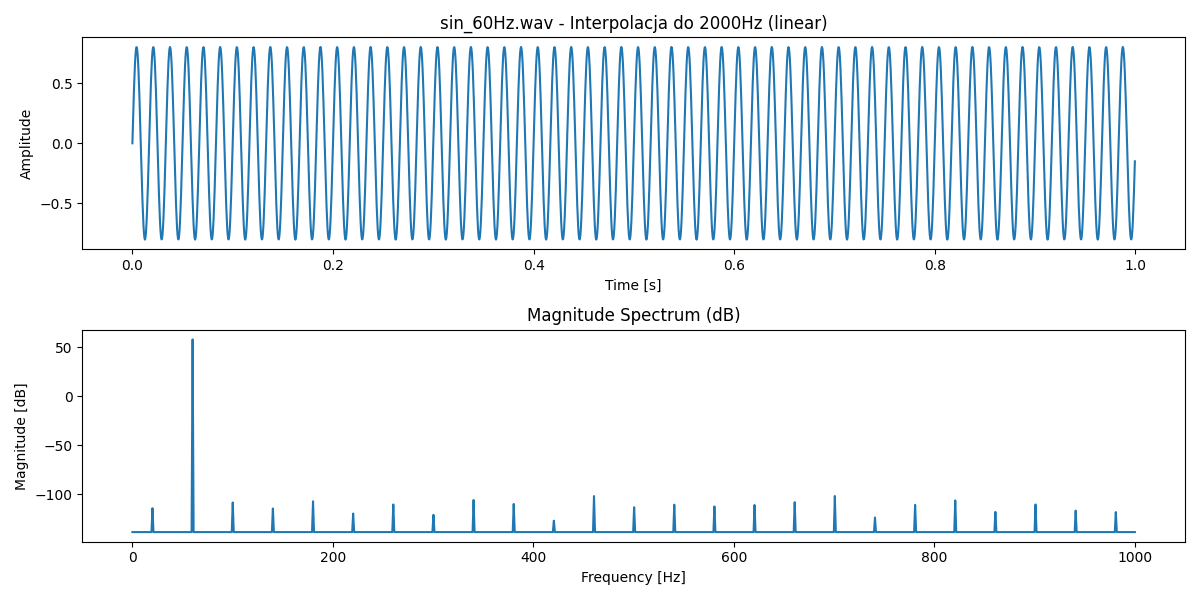 sin_60Hz.wav - Interpolacja do 2000Hz (linear)
0.5
0.0
−0.5
Amplitude
0.0 0.2 0.4 0.6 0.8 1.0
Time [s]
Magnitude Spectrum (dB)
50
0
−50
−100
Magnitude [dB]
0 200 400 600 800 1000
Frequency [Hz]